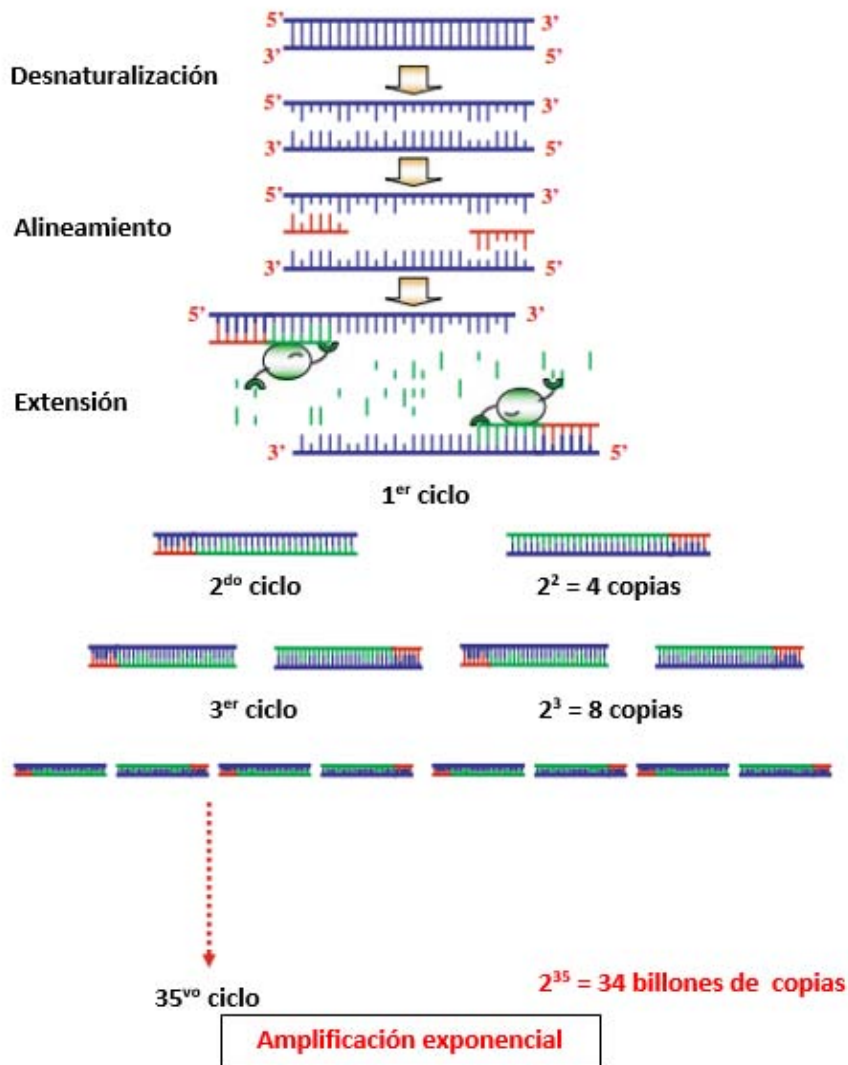 5’ 3’
3’ 5’
Desnaturalización
5’ 3’
3’ 5’
5’ 3’
Alineamiento
3’ 5’
5’ 3’
Extensión
3’ 5’
1er ciclo
2do ciclo 2² = 4 copias
3er ciclo 2³ = 8 copias
35vo ciclo 2³⁵ = 34 billones de copias
Amplificación exponencial